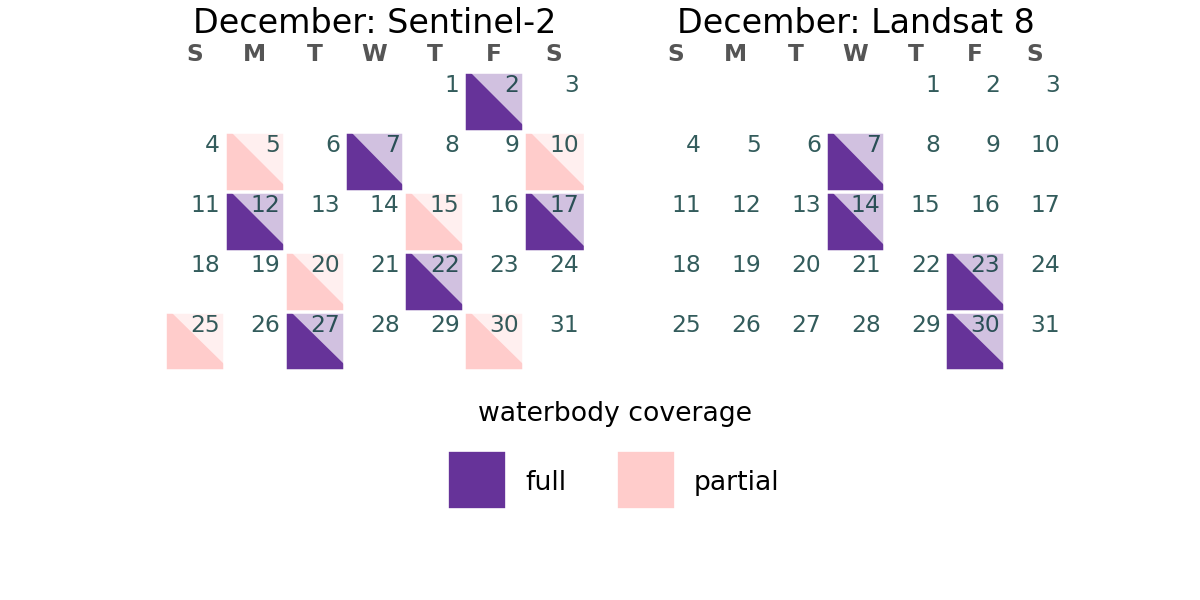 December: Sentinel-2
S M T W T F S
1 2 3
4 5 6 7 8 9 10
11 12 13 14 15 16 17
18 19 20 21 22 23 24
25 26 27 28 29 30 31
December: Landsat 8
S M T W T F S
1 2 3
4 5 6 7 8 9 10
11 12 13 14 15 16 17
18 19 20 21 22 23 24
25 26 27 28 29 30 31
waterbody coverage
full partial